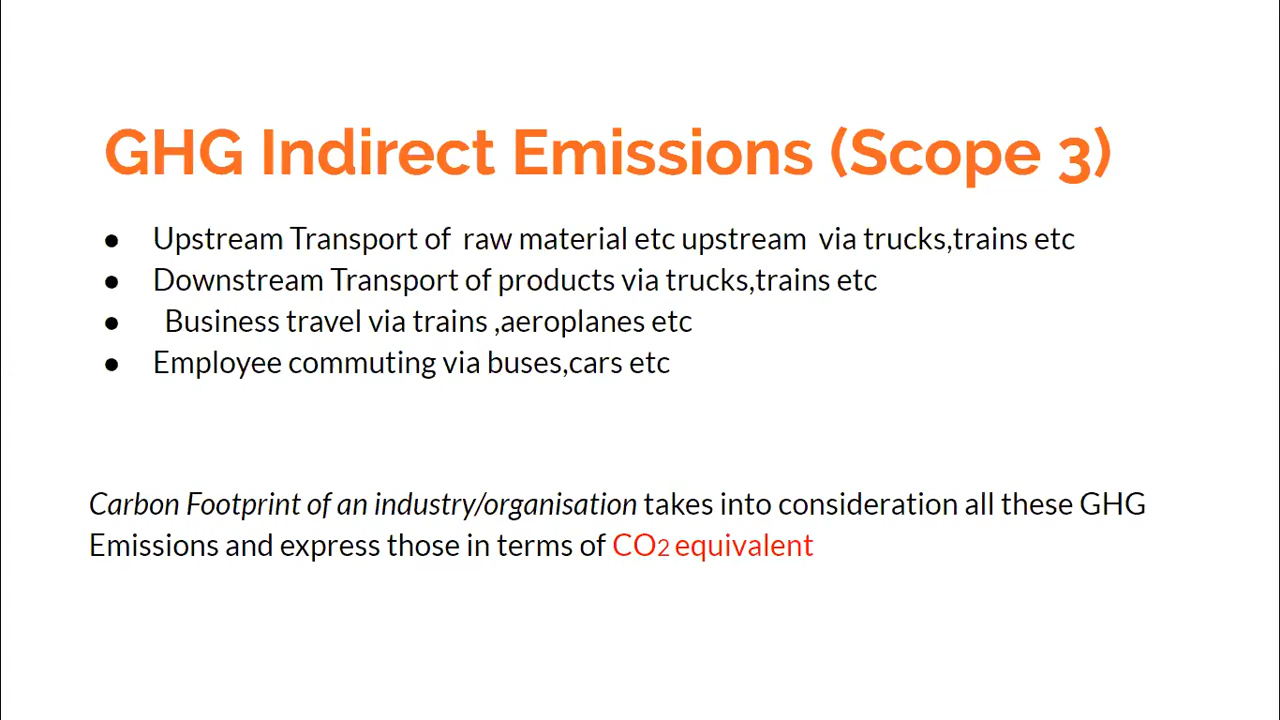 GHG Indirect Emissions (Scope 3)
● Upstream Transport of raw material etc upstream via trucks,trains etc
● Downstream Transport of products via trucks,trains etc
● Business travel via trains ,aeroplanes etc
● Employee commuting via buses,cars etc
Carbon Footprint of an industry/organisation takes into consideration all these GHG
Emissions and express those in terms of CO2 equivalent